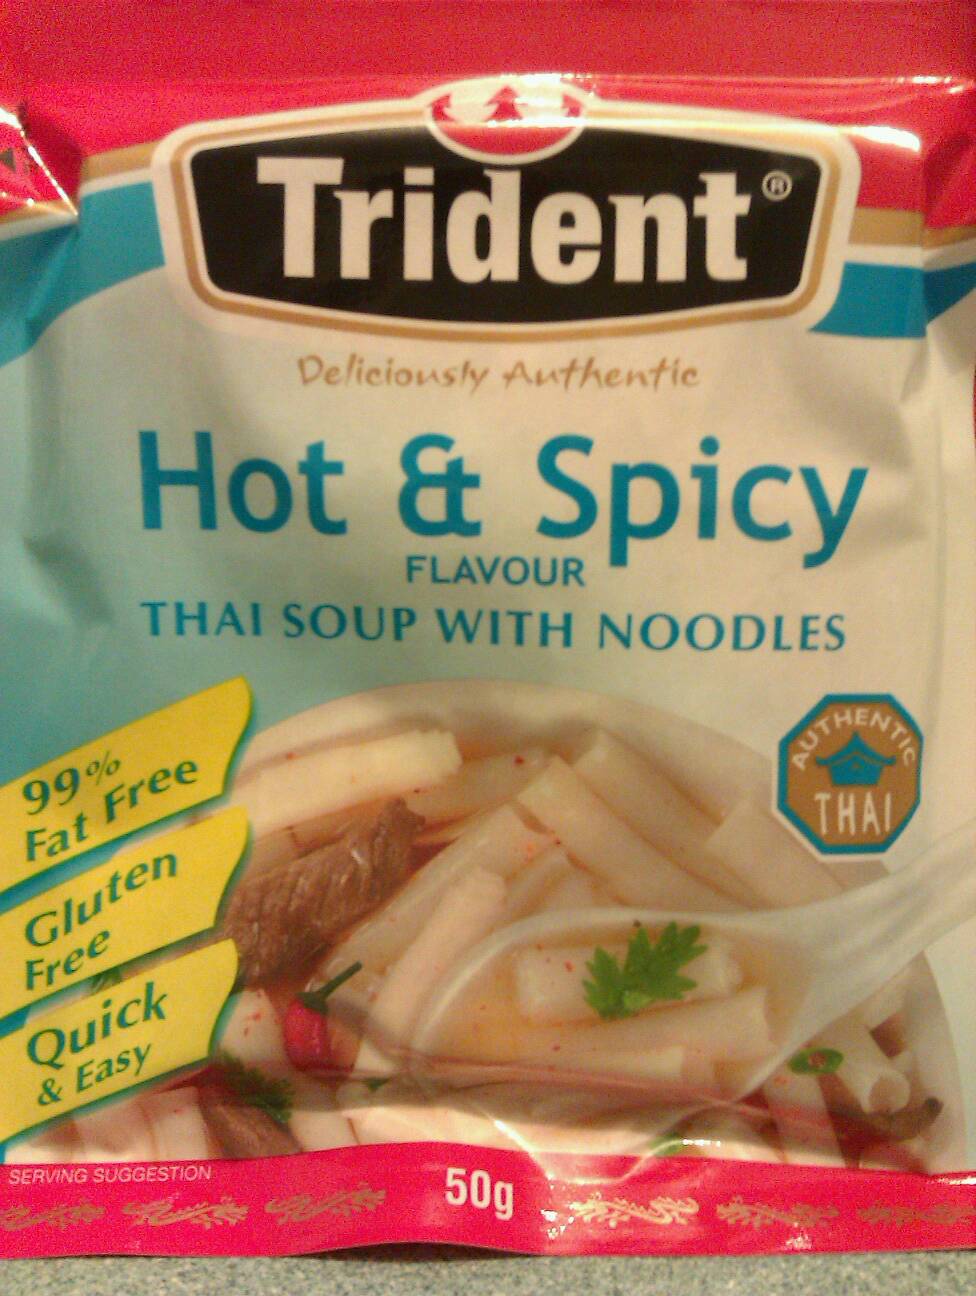 Trident®
Deliciously Authentic
Hot & Spicy
FLAVOUR
THAI SOUP WITH NOODLES
AUTHENTIC
THAI
99%
Fat Free
Gluten
Free
Quick
& Easy
SERVING SUGGESTION
50g